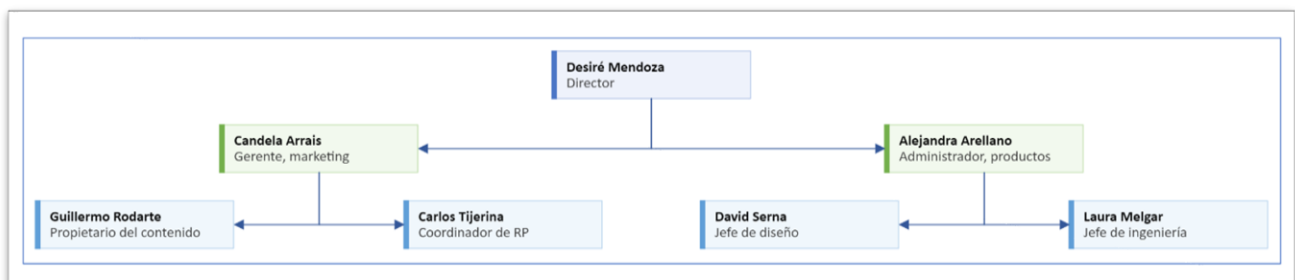 Desiré Mendoza
Director
Candela Arrais
Gerente, marketing
Alejandra Arellano
Administrador, productos
Guillermo Rodarte
Propietario del contenido
Carlos Tijerina
Coordinador de RP
David Serna
Jefe de diseño
Laura Melgar
Jefe de ingeniería